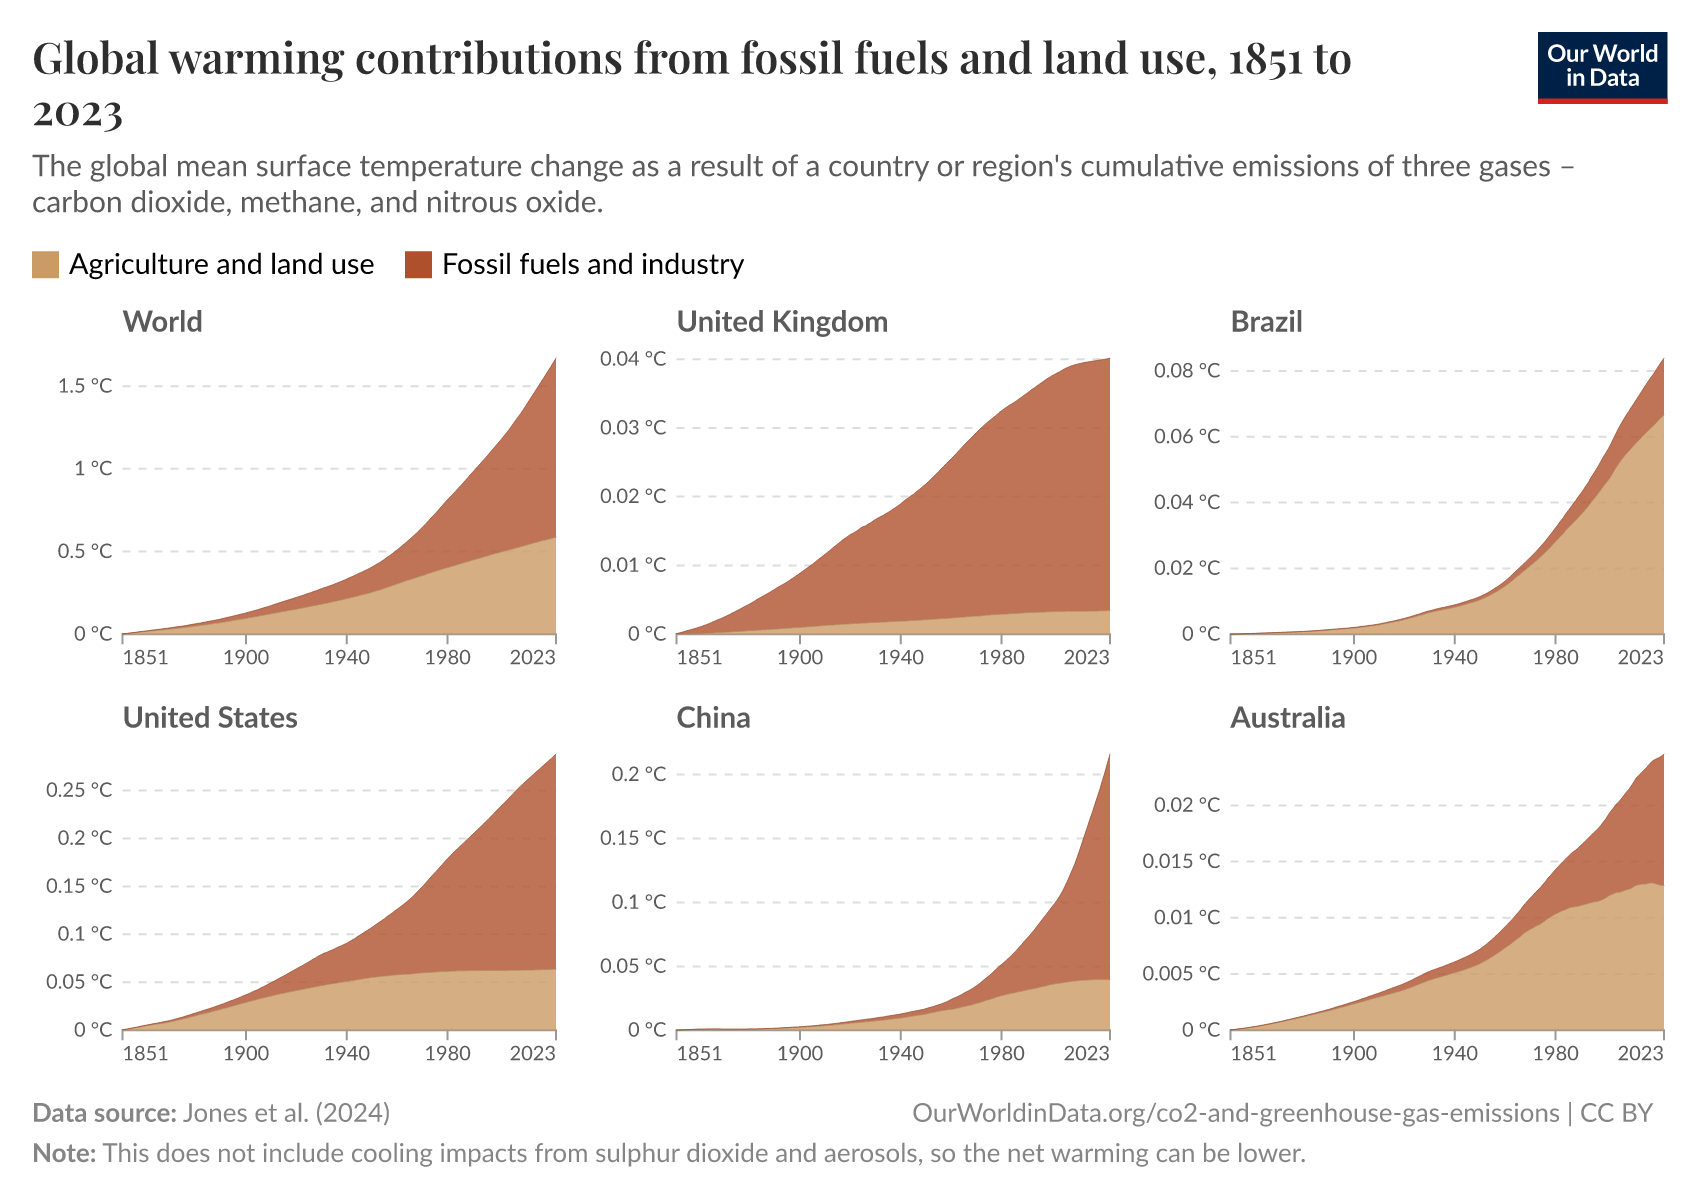 Global warming contributions from fossil fuels and land use, 1851 to
2023
Our World
in Data
The global mean surface temperature change as a result of a country or region's cumulative emissions of three gases –
carbon dioxide, methane, and nitrous oxide.
Agriculture and land use
Fossil fuels and industry
World
1.5 °C
1 °C
0.5 °C
0 °C
1851 1900 1940 1980 2023
United Kingdom
0.04 °C
0.03 °C
0.02 °C
0.01 °C
0 °C
1851 1900 1940 1980 2023
Brazil
0.08 °C
0.06 °C
0.04 °C
0.02 °C
0 °C
1851 1900 1940 1980 2023
United States
0.25 °C
0.2 °C
0.15 °C
0.1 °C
0.05 °C
0 °C
1851 1900 1940 1980 2023
China
0.2 °C
0.15 °C
0.1 °C
0.05 °C
0 °C
1851 1900 1940 1980 2023
Australia
0.02 °C
0.015 °C
0.01 °C
0.005 °C
0 °C
1851 1900 1940 1980 2023
Data source: Jones et al. (2024)
OurWorldinData.org/co2-and-greenhouse-gas-emissions | CC BY
Note: This does not include cooling impacts from sulphur dioxide and aerosols, so the net warming can be lower.